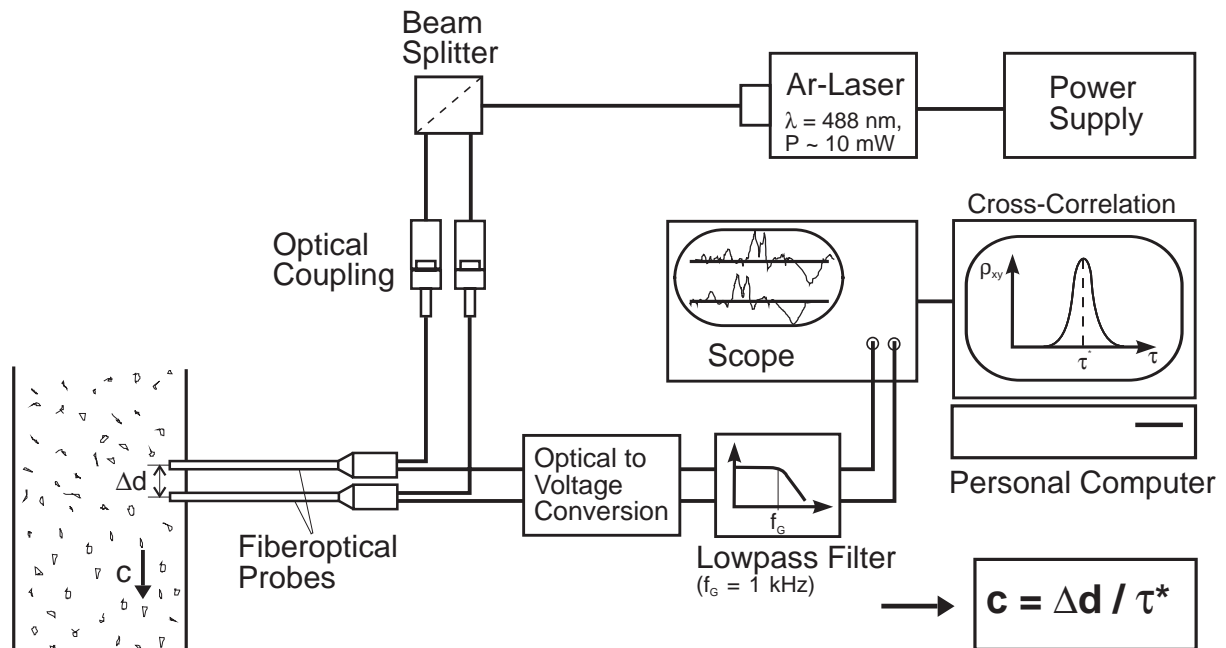 Beam
Splitter
Ar-Laser
λ = 488 nm,
P ~ 10 mW
Power
Supply
Optical
Coupling
Cross-Correlation
ρxy
τ*
τ
Scope
Δd
Optical to
Voltage
Conversion
fG
Personal Computer
Fiberoptical
Probes
Lowpass Filter
(fG = 1 kHz)
c
c = Δd / τ*